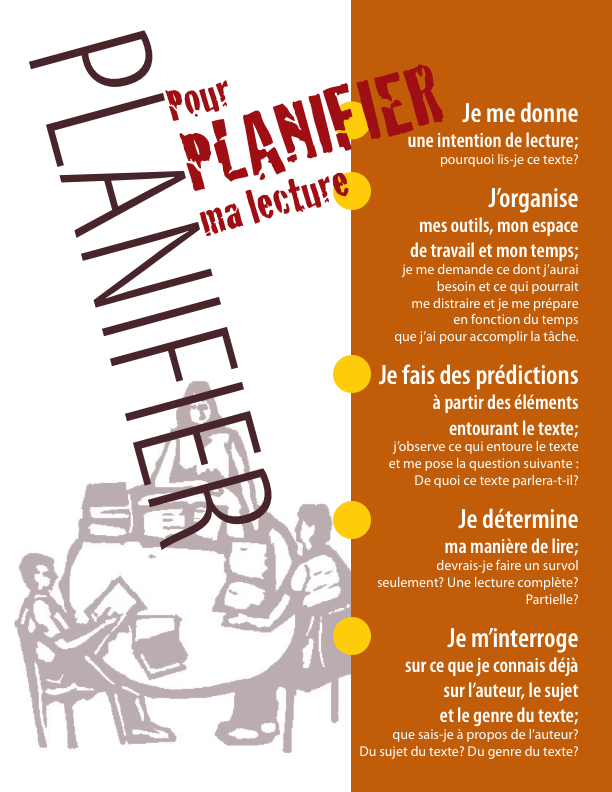 PLANIFIER
Pour
PLANIFIER
ma lecture
Je me donne
une intention de lecture;
pourquoi lis-je ce texte?
J'organise
mes outils, mon espace
de travail et mon temps;
je me demande ce dont j'aurai
besoin et ce qui pourrait
me distraire et je me prépare
en fonction du temps
que j'ai pour accomplir la tâche.
Je fais des prédictions
à partir des éléments
entourant le texte;
j'observe ce qui entoure le texte
et me pose la question suivante :
De quoi ce texte parlera-t-il?
Je détermine
ma manière de lire;
devrais-je faire un survol
seulement? Une lecture complète?
Partielle?
Je m'interroge
sur ce que je connais déjà
sur l'auteur, le sujet
et le genre du texte;
que sais-je à propos de l'auteur?
Du sujet du texte? Du genre du texte?